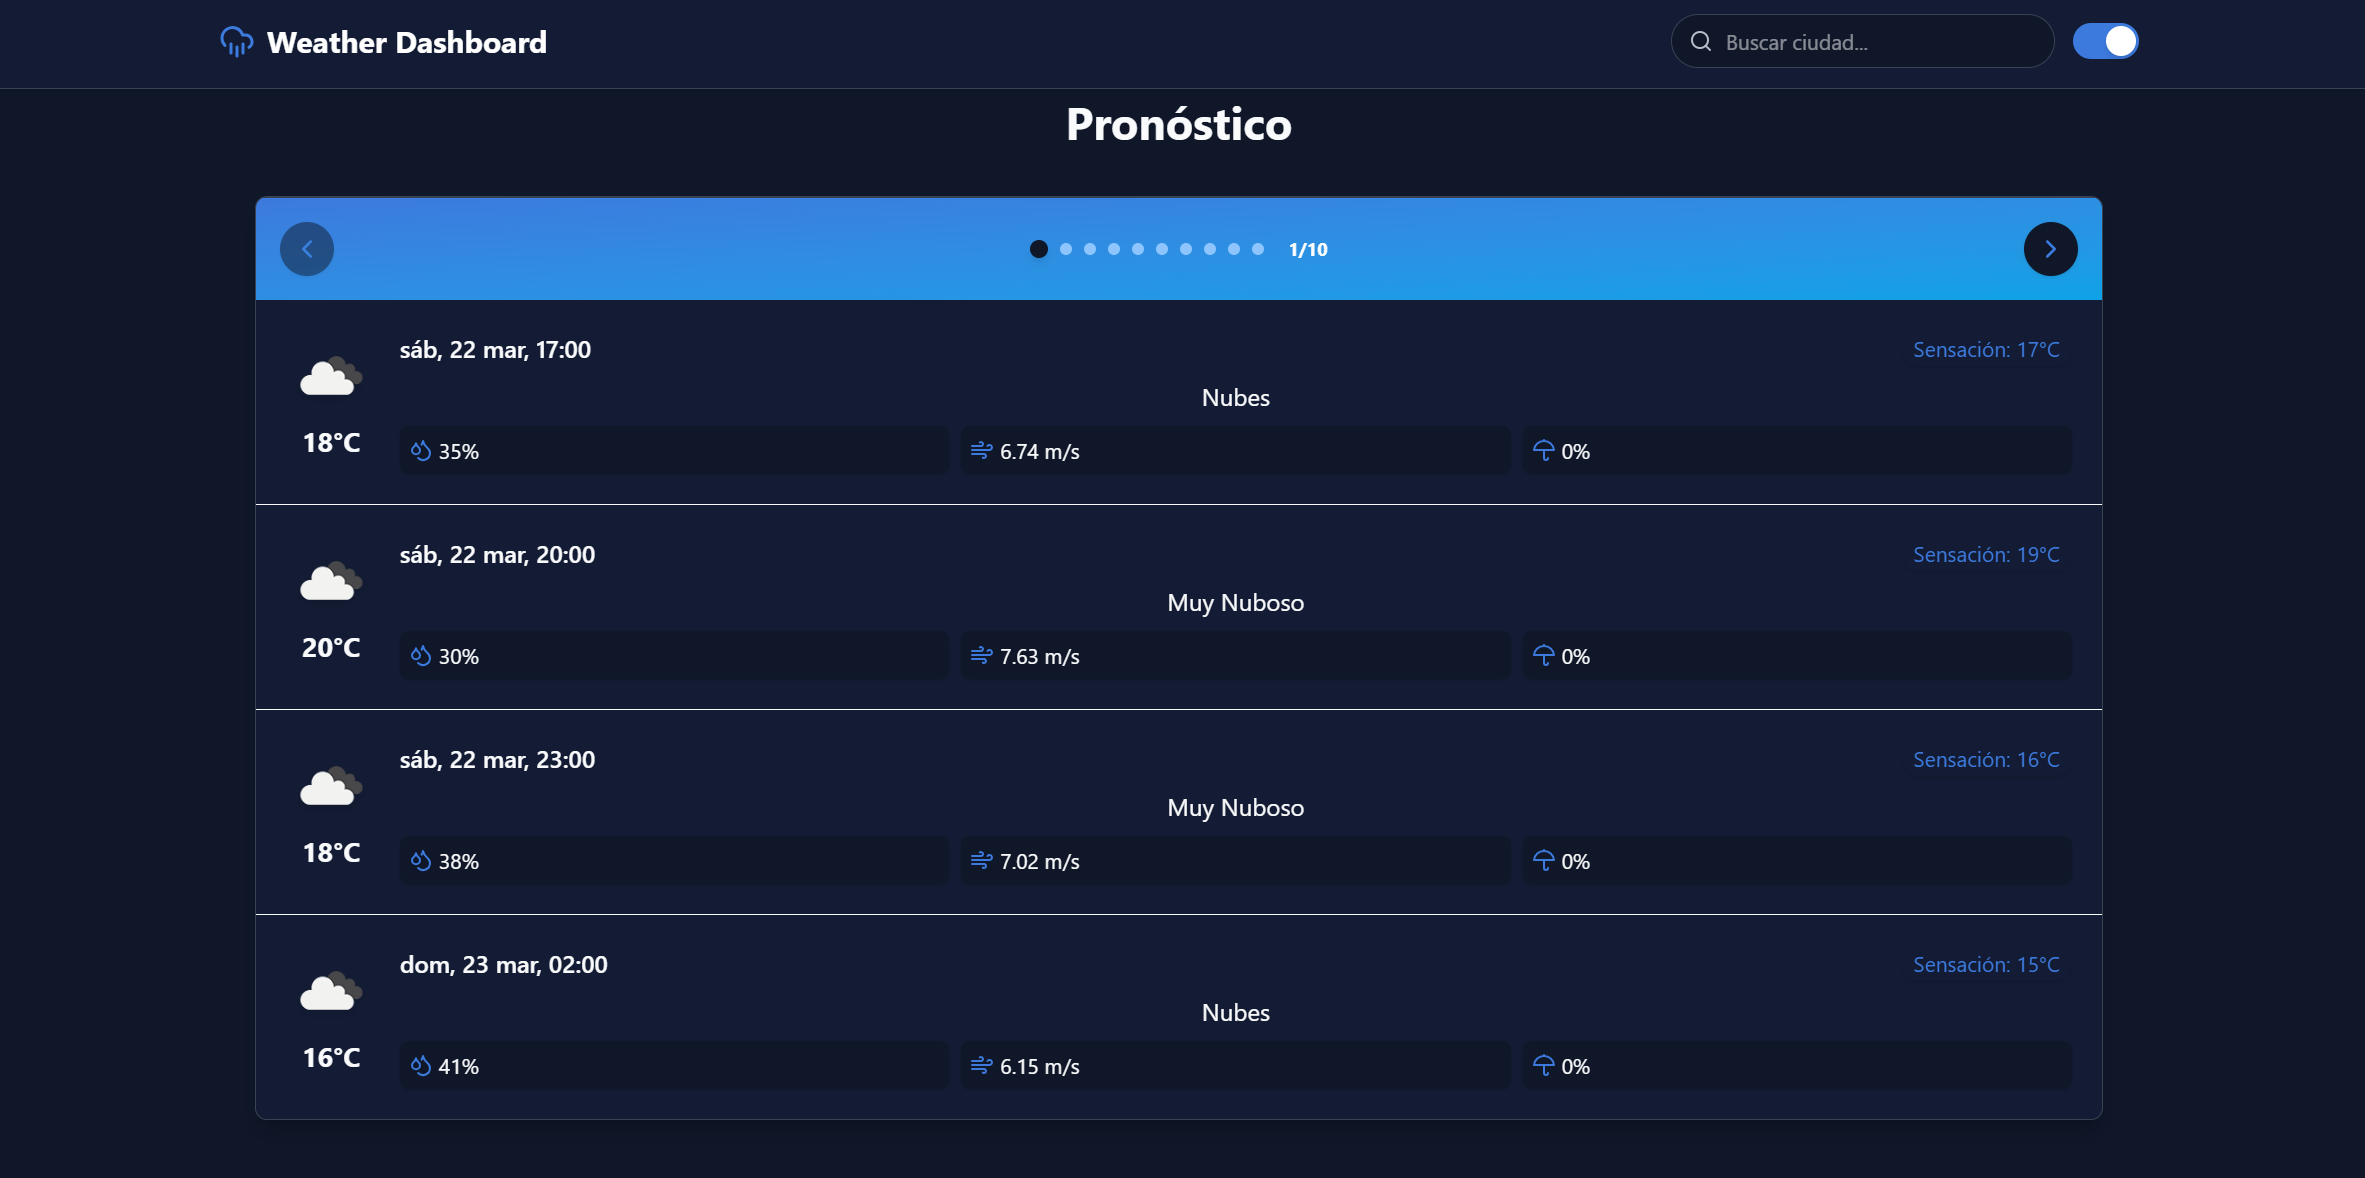 Weather Dashboard
Buscar ciudad...
Pronóstico
1/10
sáb, 22 mar, 17:00
Sensación: 17°C
Nubes
18°C
35%
6.74 m/s
0%
sáb, 22 mar, 20:00
Sensación: 19°C
Muy Nuboso
20°C
30%
7.63 m/s
0%
sáb, 22 mar, 23:00
Sensación: 16°C
Muy Nuboso
18°C
38%
7.02 m/s
0%
dom, 23 mar, 02:00
Sensación: 15°C
Nubes
16°C
41%
6.15 m/s
0%